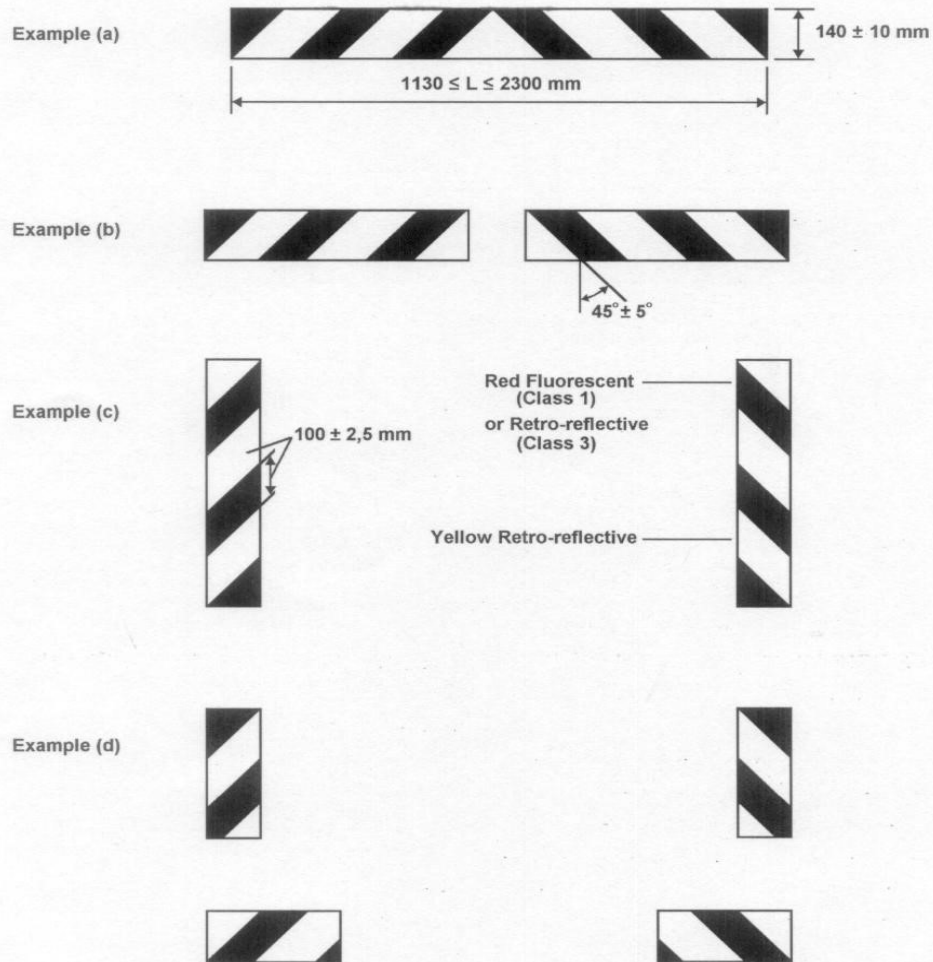 Example (a)
140 ± 10 mm
1130 ≤ L ≤ 2300 mm
Example (b)
45° ± 5°
Example (c)
100 ± 2,5 mm
Red Fluorescent
(Class 1)
or Retro-reflective
(Class 3)
Yellow Retro-reflective
Example (d)